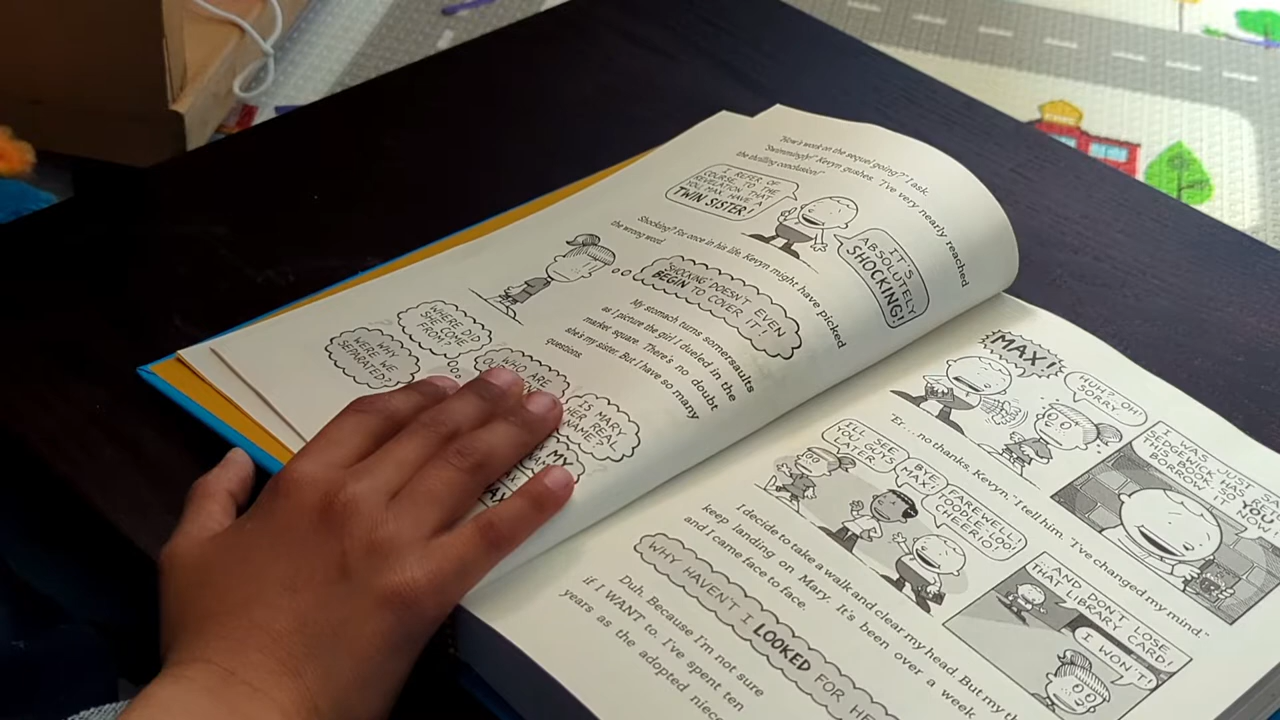 "How's work on the sequel going?" I ask.
"Swimmingly!" Kevyn gushes. "I've very nearly reached
the thrilling conclusion!"
I REFER, OF
COURSE, TO THE
REVELATION THAT
YOU, MAX, HAVE A
TWIN SISTER!
IT'S
ABSOLUTELY
SHOCKING!
Shocking? For once in his life, Kevyn might have picked
the wrong word.
"SHOCKING" DOESN'T EVEN
BEGIN TO COVER IT!
My stomach turns somersaults
as I picture the girl I dueled in the
market square. There's no doubt
she's my sister. But I have so many
questions.
WHY
WERE WE
SEPARATED?
WHERE DID
SHE COME
FROM?
WHO ARE
IS MARY
HER REAL
NAME?
MY
MAX!
HUH? OH!
SORRY
I WAS JUST
SEDGEWICK HAS
THIS BOOK SO
BORROW IT
YOU,
"Er . . . no thanks, Kevyn." I tell him. "I've changed my mind."
I'LL SEE
YOU GUYS
LATER.
BYE,
MAX!
FAREWELL!
TOODLE-LOO!
CHEERIO!
...AND DON'T LOSE
THAT LIBRARY CARD!
I
WON'T!
I decide to take a walk and clear my head. But my
keep landing on Mary. It's been over a week
and I came face to face.
WHY HAVEN'T I LOOKED FOR
Duh. Because I'm not sure
if I WANT to. I've spent ten
years as the adopted